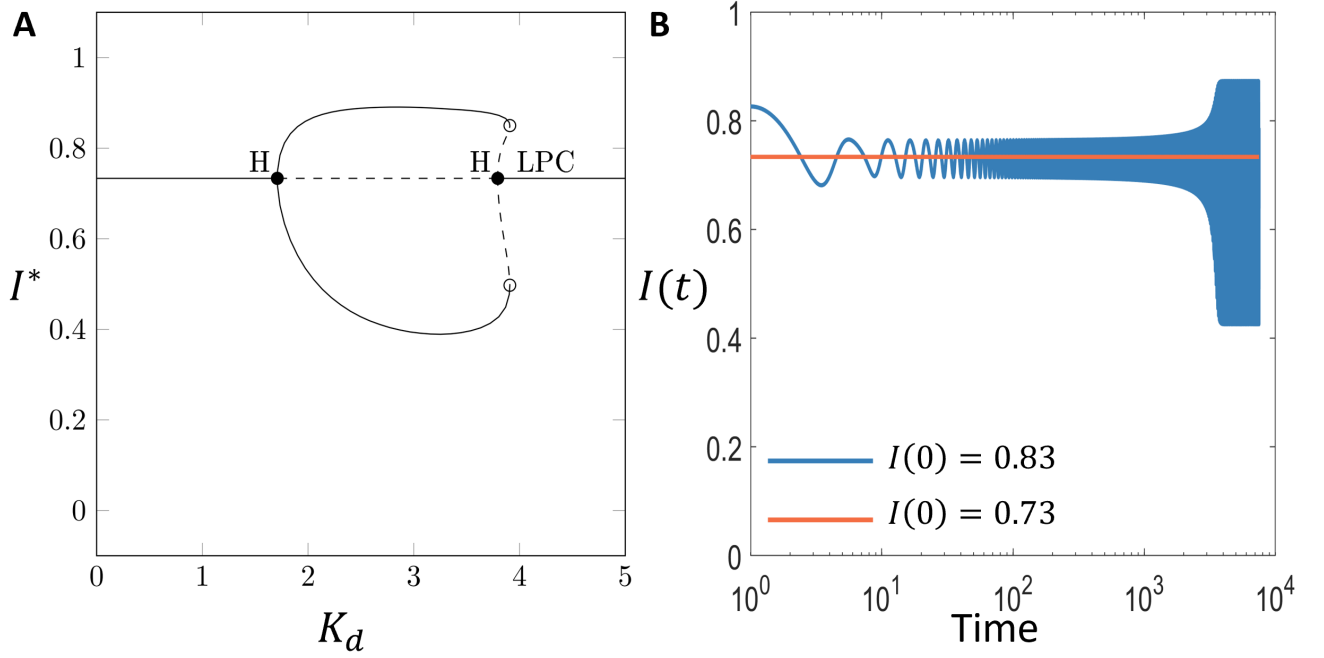 A
1
0.8
0.6
0.4
0.2
0
I*
H
H LPC
0 1 2 3 4 5
K_d
B
1
0.8
0.6
0.4
0.2
0
I(t)
I(0) = 0.83
I(0) = 0.73
10^0 10^1 10^2 10^3 10^4
Time